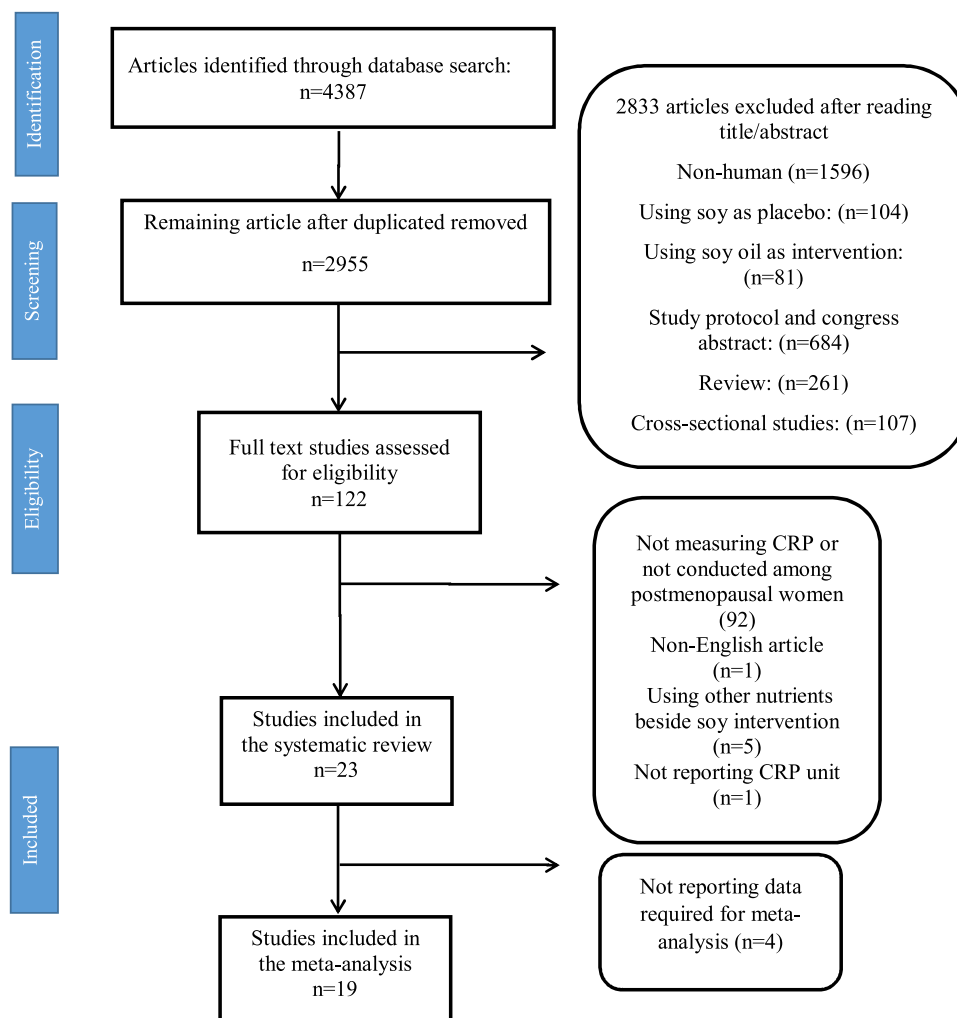 Identification
Articles identified through database search:
n=4387
Screening
Remaining article after duplicated removed
n=2955
2833 articles excluded after reading
title/abstract
Non-human (n=1596)
Using soy as placebo: (n=104)
Using soy oil as intervention:
(n=81)
Study protocol and congress
abstract: (n=684)
Review: (n=261)
Cross-sectional studies: (n=107)
Eligibility
Full text studies assessed
for eligibility
n=122
Not measuring CRP or
not conducted among
postmenopausal women
(92)
Non-English article
(n=1)
Using other nutrients
beside soy intervention
(n=5)
Not reporting CRP unit
(n=1)
Studies included in
the systematic review
n=23
Included
Not reporting data
required for meta-
analysis (n=4)
Studies included in
the meta-analysis
n=19